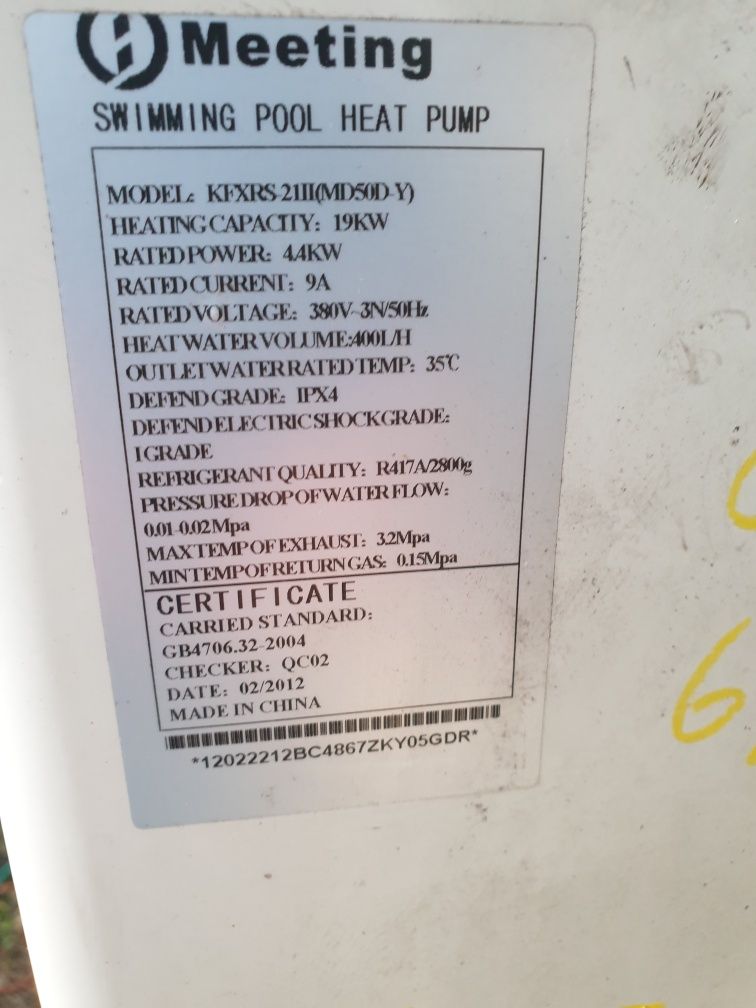 Meeting
SWIMMING POOL HEAT PUMP
MODEL: KFXRS-21II(MD50D-Y)
HEATING CAPACITY: 19KW
RATED POWER: 4.4KW
RATED CURRENT: 9A
RATED VOLTAGE: 380V~3N/50Hz
HEAT WATER VOLUME:400L/H
OUTLET WATER RATED TEMP: 35℃
DEFEND GRADE: IPX4
DEFEND ELECTRIC SHOCK GRADE:
1 GRADE
REFRIGERANT QUALITY: R417A/2800g
PRESSURE DROP OF WATER FLOW:
0.01-0.02Mpa
MAX TEMP OF EXHAUST: 3.2Mpa
MIN TEMP OF RETURN GAS: 0.15Mpa
CERTIFICATE
CARRIED STANDARD:
GB4706.32-2004
CHECKER: QC02
DATE: 02/2012
MADE IN CHINA
*12022212BC4867ZKY05GDR*
6